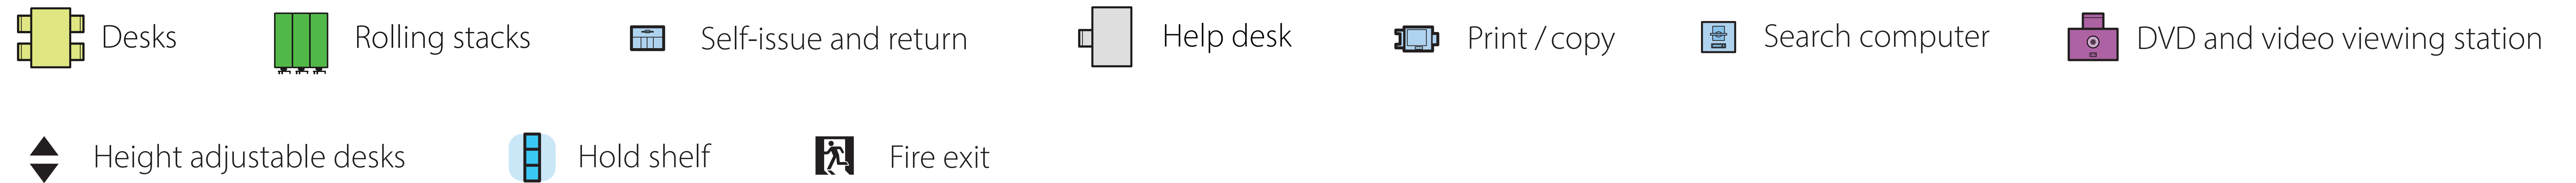 Desks Rolling stacks Self-issue and return Help desk Print / copy Search computer DVD and video viewing station
Height adjustable desks Hold shelf Fire exit